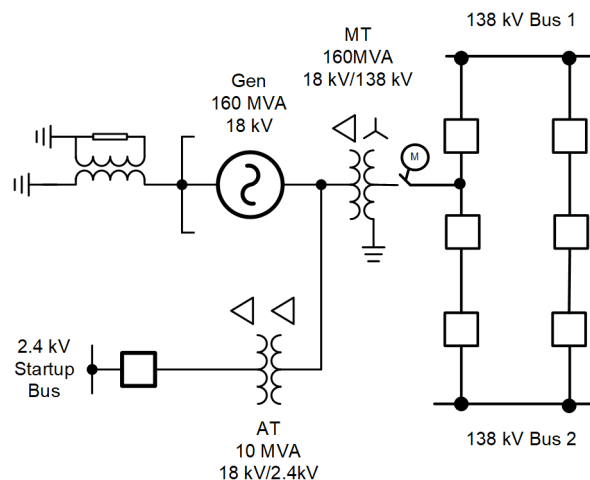 138 kV Bus 1
MT
160MVA
18 kV/138 kV
Gen
160 MVA
18 kV
M
2.4 kV
Startup
Bus
AT
10 MVA
18 kV/2.4kV
138 kV Bus 2